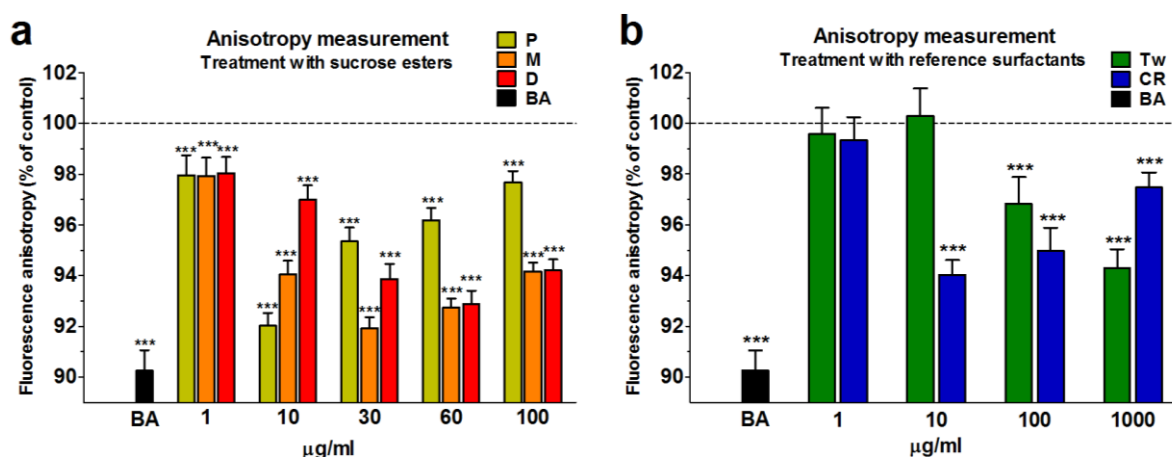 a
Anisotropy measurement
Treatment with sucrose esters
P
M
D
BA
Fluorescence anisotropy (% of control)
102
100
98
96
94
92
90
***
*** *** ***
***
***
***
***
***
***
***
*** ***
***
*** ***
BA 1 10 30 60 100
µg/ml
b
Anisotropy measurement
Treatment with reference surfactants
Tw
CR
BA
Fluorescence anisotropy (% of control)
102
100
98
96
94
92
90
***
***
***
***
***
***
BA 1 10 100 1000
µg/ml